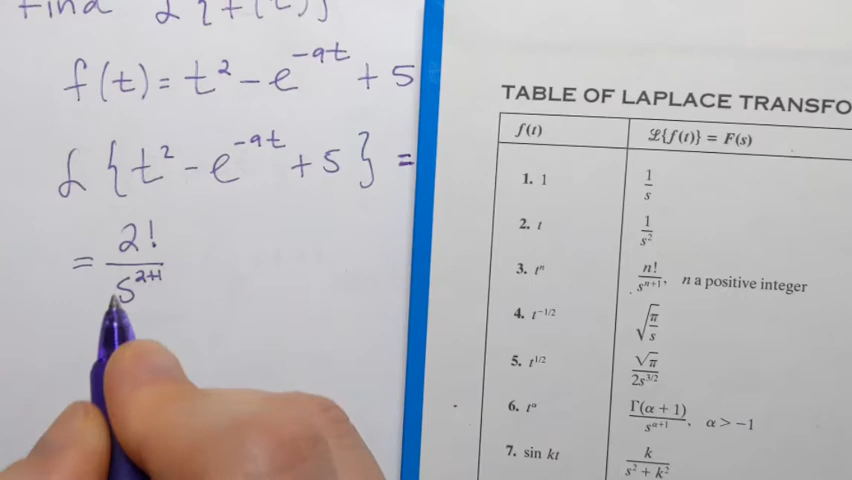 Find ℒ{f(t)}
f(t) = t² - e^{-9t} + 5
ℒ{t² - e^{-9t} + 5} =
= 2!/s^{2+1}
TABLE OF LAPLACE TRANSFO
f(t) ℒ{f(t)} = F(s)
1. 1 1/s
2. t 1/s²
3. tⁿ n!/s^{n+1}, n a positive integer
4. t^{-1/2} √(π/s)
5. t^{1/2} √π/2s^{3/2}
6. t^α Γ(α + 1)/s^{α+1}, α > -1
7. sin kt k/s² + k²